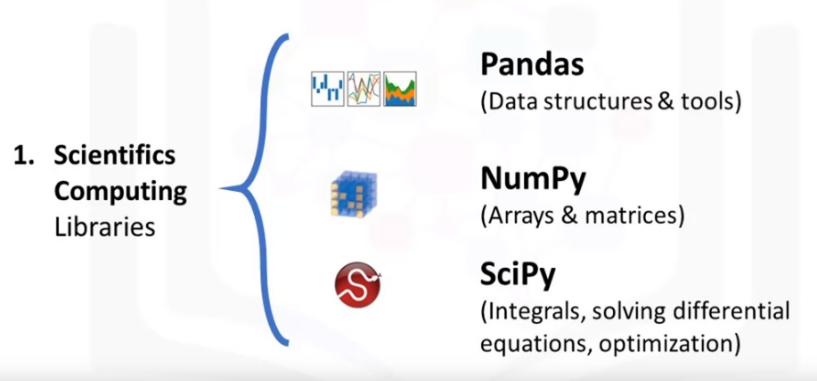 1. Scientifics
Computing
Libraries
Pandas
(Data structures & tools)
NumPy
(Arrays & matrices)
SciPy
(Integrals, solving differential
equations, optimization)